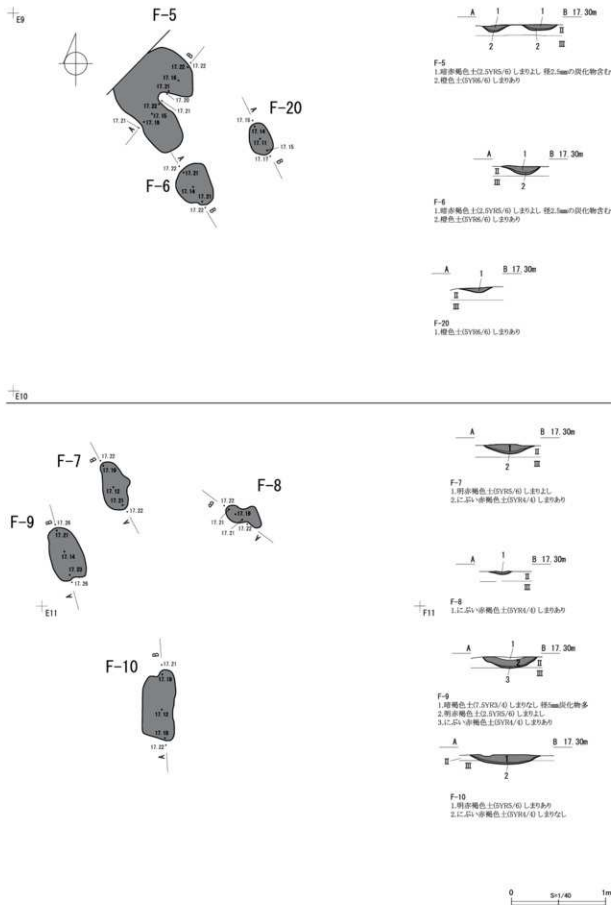 E9
F-5
B
17.22
17.22
17.18
17.21
17.20
17.22
17.21
17.15
17.21
17.18
A
F-20
A
17.15
17.14
17.11
17.15
17.17
B
A
17.22
17.21
F-6
17.14
17.21
17.22
B
A 1 B 17.30m
II
III
2 2
F-5
1.暗赤褐色土(2.5YR5/6)しまりよし 径2.5mmの炭化物含む
2.橙色土(5YR6/6)しまりあり
A 1 B 17.30m
II
III
2
F-6
1.暗赤褐色土(2.5YR5/6)しまりよし 径2.5mmの炭化物含む
2.橙色土(5YR6/6)しまりあり
A 1 B 17.30m
II
III
F-20
1.橙色土(5YR6/6)しまりあり
E10
F-7
B
17.22
17.12
17.21
17.22
A
F-8
B
17.22
17.18
17.21
17.21
17.22
A
F-9
B
17.21
17.14
17.26
A
E11
F11
F-10
B
17.21
17.12
17.22
A
A B 17.30m
1
II
III
2
F-7
1.明赤褐色土(5YR5/6)しまりよし
2.にぶい赤褐色土(5YR4/4)しまりあり
A 1 B 17.30m
II
III
F-8
1.にぶい赤褐色土(5YR4/4)しまりあり
A 1 B 17.30m
2
II
III
3
F-9
1.暗褐色土(7.5YR3/4)しまりなし 径5mm炭化物多
2.明赤褐色土(2.5YR5/6)しまりよし
3.にぶい赤褐色土(5YR4/4)しまりあり
A B 17.30m
1
II
III
2
F-10
1.明赤褐色土(5YR5/6)しまりあり
2.にぶい赤褐色土(5YR4/4)しまりなし
0 S=1/40 1m